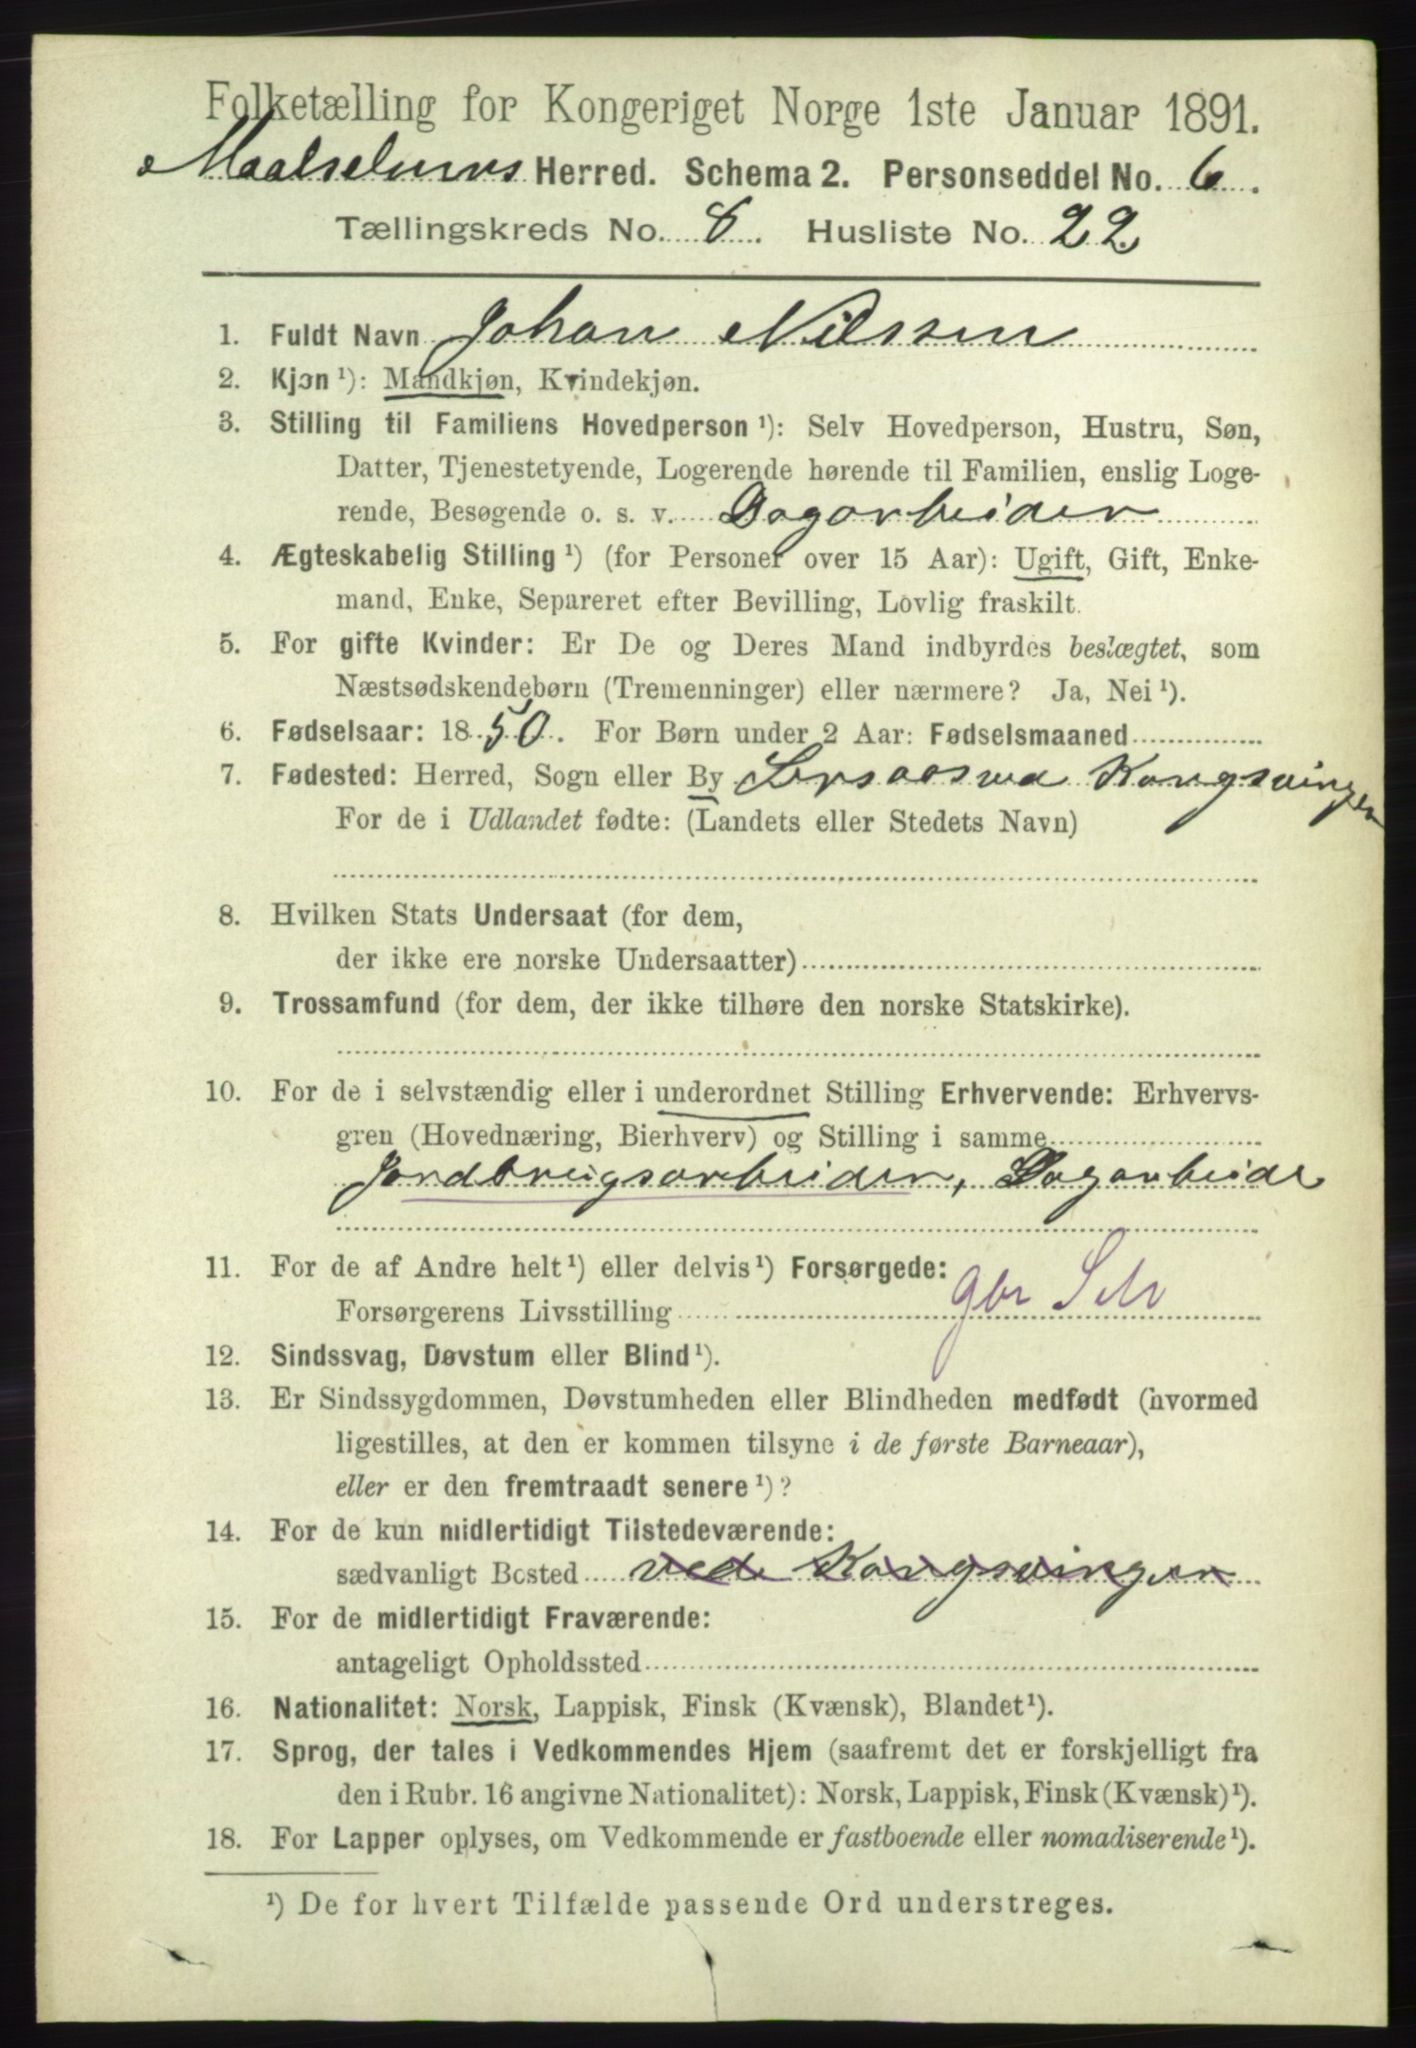 Folketælling for Kongeriget Norge 1ste Januar 1891.
Maalselvens Herred. Schema 2. Personseddel No. 6.
Tællingskreds No. 8. Husliste No. 22
1. Fuldt Navn Johan Nilssen
2. Kjøn ¹): Mandkjøn, Kvindekjøn.
3. Stilling til Familiens Hovedperson ¹): Selv Hovedperson, Hustru, Søn,
Datter, Tjenestetyende, Logerende hørende til Familien, enslig Loge-
rende, Besøgende o. s. v. Dagarbeider
4. Ægteskabelig Stilling ¹) (for Personer over 15 Aar): Ugift, Gift, Enke-
mand, Enke, Separeret efter Bevilling, Lovlig fraskilt.
5. For gifte Kvinder: Er De og Deres Mand indbyrdes beslægtet, som
Næstsødskendebørn (Tremenninger) eller nærmere? Ja, Nei ¹).
6. Fødselsaar: 1850. For Børn under 2 Aar: Fødselsmaaned
7. Fødested: Herred, Sogn eller By ved Kongsvinger
For de i Udlandet fødte: (Landets eller Stedets Navn)
8. Hvilken Stats Undersaat (for dem,
der ikke ere norske Undersaatter)
9. Trossamfund (for dem, der ikke tilhøre den norske Statskirke).
10. For de i selvstændig eller i underordnet Stilling Erhvervende: Erhvervs-
gren (Hovednæring, Bierhverv) og Stilling i samme
Jordbrugsarbeider, Dagarbeide
11. For de af Andre helt ¹) eller delvis ¹) Forsørgede:
Forsørgerens Livsstilling gbr Selv
12. Sindssvag, Døvstum eller Blind ¹).
13. Er Sindssygdommen, Døvstumheden eller Blindheden medfødt (hvormed
ligestilles, at den er kommen tilsyne i de første Barneaar),
eller er den fremtraadt senere ¹)?
14. For de kun midlertidigt Tilstedeværende:
sædvanligt Bosted ved Kongsvinger
15. For de midlertidigt Fraværende:
antageligt Opholdssted
16. Nationalitet: Norsk, Lappisk, Finsk (Kvænsk), Blandet ¹).
17. Sprog, der tales i Vedkommendes Hjem (saafremt det er forskjelligt fra
den i Rubr. 16 angivne Nationalitet): Norsk, Lappisk, Finsk (Kvænsk) ¹).
18. For Lapper oplyses, om Vedkommende er fastboende eller nomadiserende ¹).
¹) De for hvert Tilfælde passende Ord understreges.